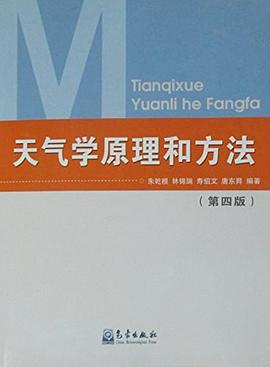 M
Tianqixue
Yuanli he Fangfa
天气学原理和方法
朱乾根 林锦瑞 寿绍文 唐东昇 编著
(第四版)
气象出版社
China Meteorological Press